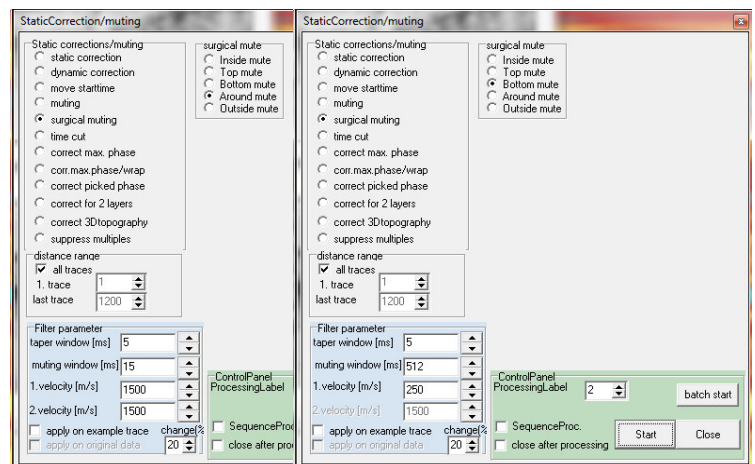 StaticCorrection/muting
Static corrections/muting
static correction
dynamic correction
move starttime
muting
surgical muting
time cut
correct max. phase
corr.max.phase/wrap
correct picked phase
correct for 2 layers
correct 3Dtopography
suppress multiples
surgical mute
Inside mute
Top mute
Bottom mute
Around mute
Outside mute
distance range
all traces
1. trace 1
last trace 1200
Filter parameter
taper window [ms] 5
muting window [ms] 15
1.velocity [m/s] 1500
2.velocity [m/s] 1500
apply on example trace change(%
apply on original data 20
ControlPanel
ProcessingLabel
SequenceProc.
close after proc
StaticCorrection/muting
Static corrections/muting
static correction
dynamic correction
move starttime
muting
surgical muting
time cut
correct max. phase
corr.max.phase/wrap
correct picked phase
correct for 2 layers
correct 3Dtopography
suppress multiples
surgical mute
Inside mute
Top mute
Bottom mute
Around mute
Outside mute
distance range
all traces
1. trace 1
last trace 1200
Filter parameter
taper window [ms] 5
muting window [ms] 512
1.velocity [m/s] 250
2.velocity [m/s] 1500
apply on example trace change(%
apply on original data 20
ControlPanel
ProcessingLabel 2 batch start
SequenceProc.
close after processing Start Close